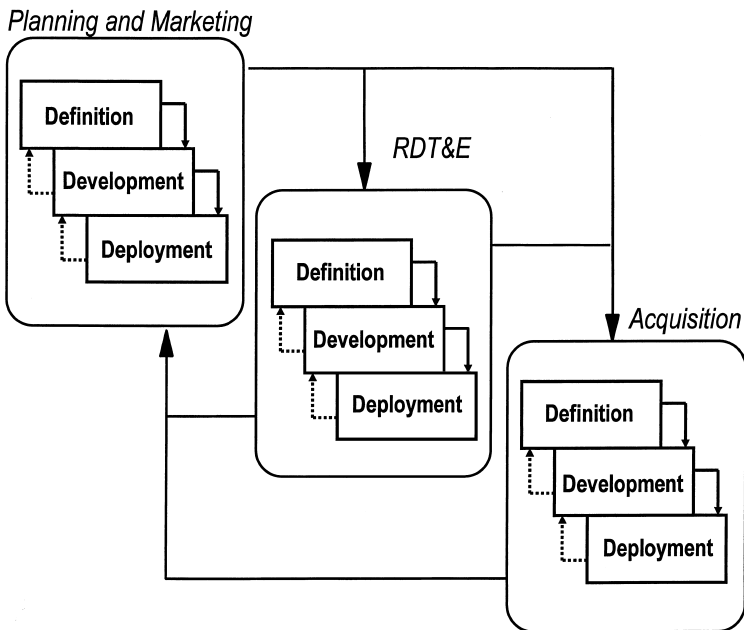 Planning and Marketing
Definition
Development
Deployment
RDT&E
Definition
Development
Deployment
Acquisition
Definition
Development
Deployment